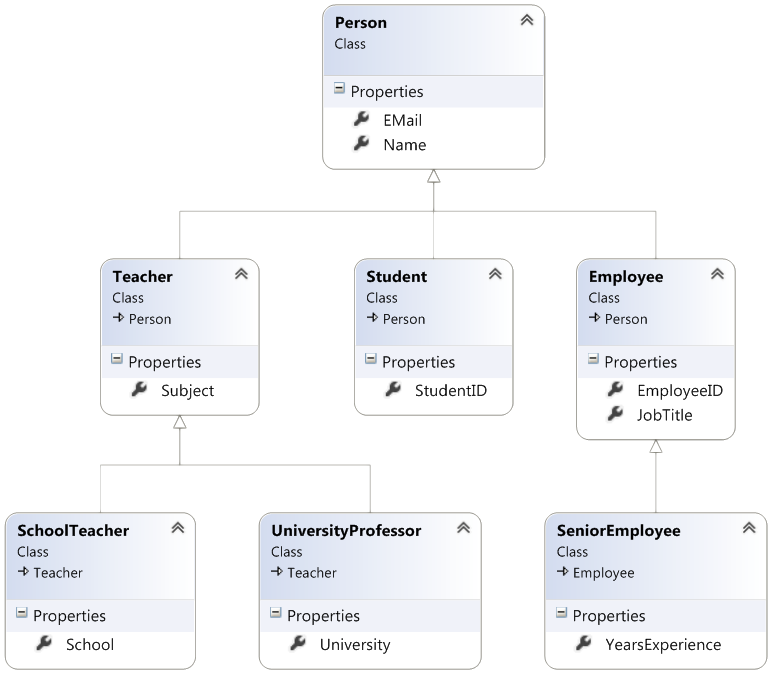 Person
Class
Properties
EMail
Name
Teacher
Class
Person
Properties
Subject
Student
Class
Person
Properties
StudentID
Employee
Class
Person
Properties
EmployeeID
JobTitle
SchoolTeacher
Class
Teacher
Properties
School
UniversityProfessor
Class
Teacher
Properties
University
SeniorEmployee
Class
Employee
Properties
YearsExperience